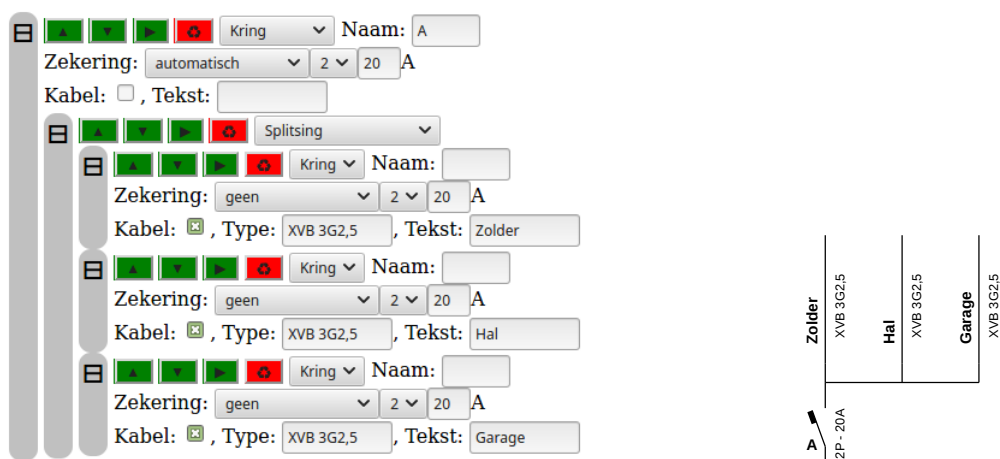 Kring Naam: A
Zekering: automatisch 2 20 A
Kabel: , Tekst:
Splitsing
Kring Naam:
Zekering: geen 2 20 A
Kabel: , Type: XVB 3G2,5 , Tekst: Zolder
Kring Naam:
Zekering: geen 2 20 A
Kabel: , Type: XVB 3G2,5 , Tekst: Hal
Kring Naam:
Zekering: geen 2 20 A
Kabel: , Type: XVB 3G2,5 , Tekst: Garage
Zolder
XVB 3G2,5
Hal
XVB 3G2,5
Garage
XVB 3G2,5
A
2P - 20A